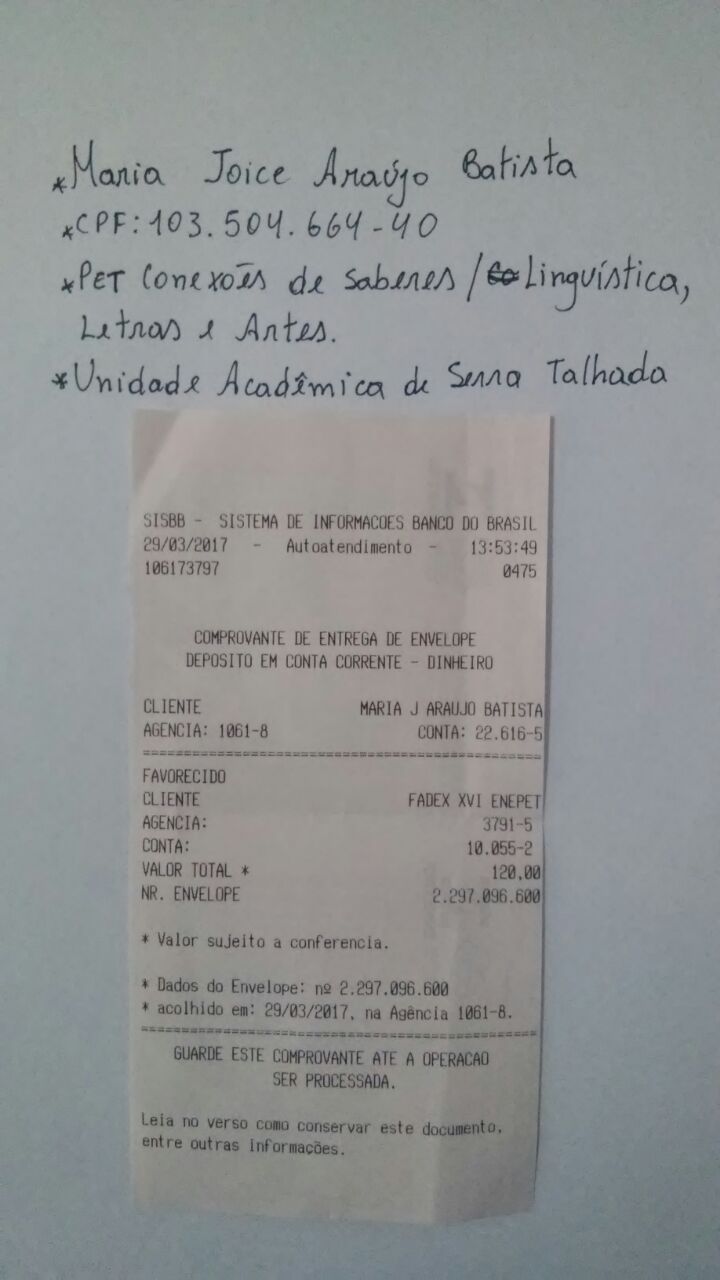 *Maria Joice Araújo Batista
*CPF: 103.504.664-40
*PET Conexões de Saberes / Linguística,
Letras e Artes.
*Unidade Acadêmica de Serra Talhada
SISBB - SISTEMA DE INFORMACOES BANCO DO BRASIL
29/03/2017 - Autoatendimento - 13:53:49
106173797 0475
COMPROVANTE DE ENTREGA DE ENVELOPE
DEPOSITO EM CONTA CORRENTE - DINHEIRO
CLIENTE MARIA J ARAUJO BATISTA
AGENCIA: 1061-8 CONTA: 22.616-5
================================================
FAVORECIDO
CLIENTE FADEX XVI ENEPET
AGENCIA: 3791-5
CONTA: 10.055-2
VALOR TOTAL * 120,00
NR. ENVELOPE 2.297.096.600
* Valor sujeito a conferencia.
* Dados do Envelope: nº 2.297.096.600
* acolhido em: 29/03/2017, na Agência 1061-8.
================================================
GUARDE ESTE COMPROVANTE ATE A OPERACAO
SER PROCESSADA.
Leia no verso como conservar este documento,
entre outras informações.